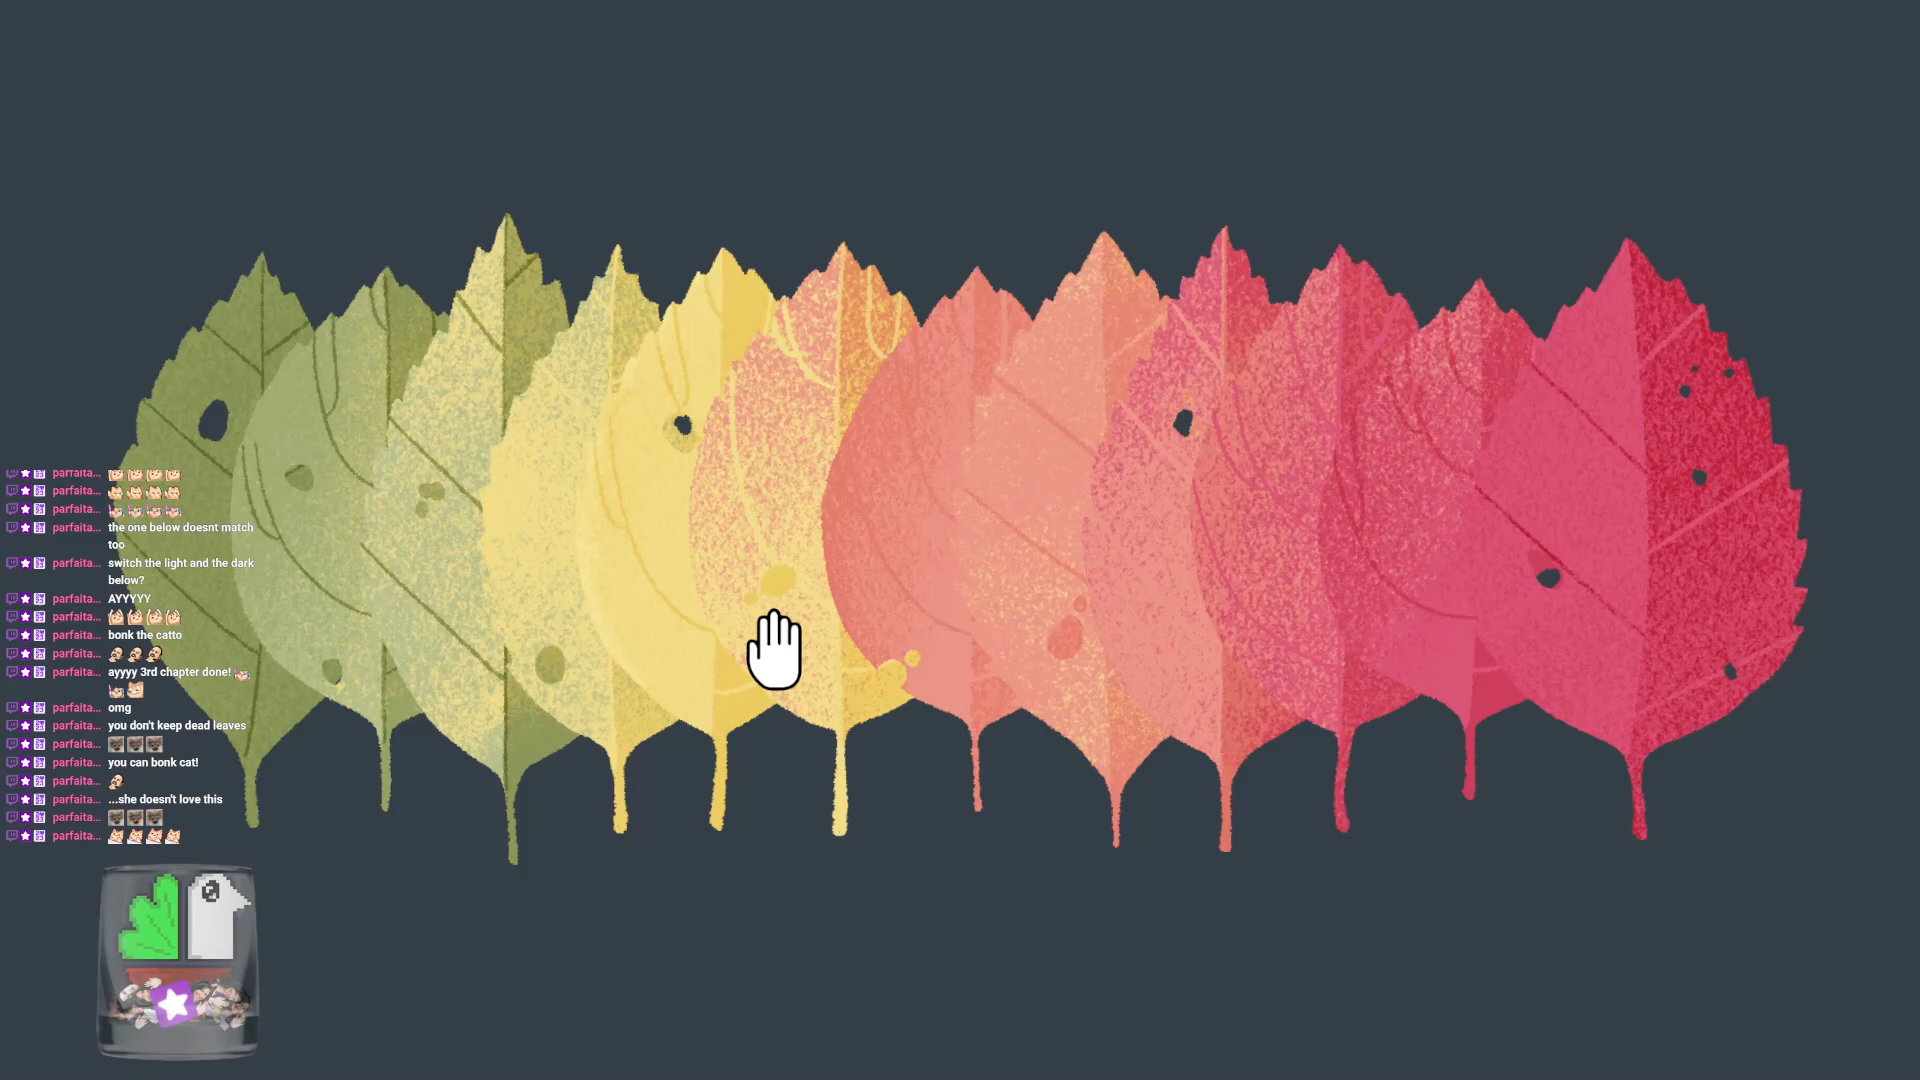 parfaita...
parfaita...
parfaita...
parfaita... the one below doesnt match
too
parfaita... switch the light and the dark
below?
parfaita... AYYYYY
parfaita...
parfaita... bonk the catto
parfaita...
parfaita... ayyyy 3rd chapter done!
parfaita... omg
parfaita... you don't keep dead leaves
parfaita...
parfaita... you can bonk cat!
parfaita...
parfaita... ...she doesn't love this
parfaita...
parfaita...